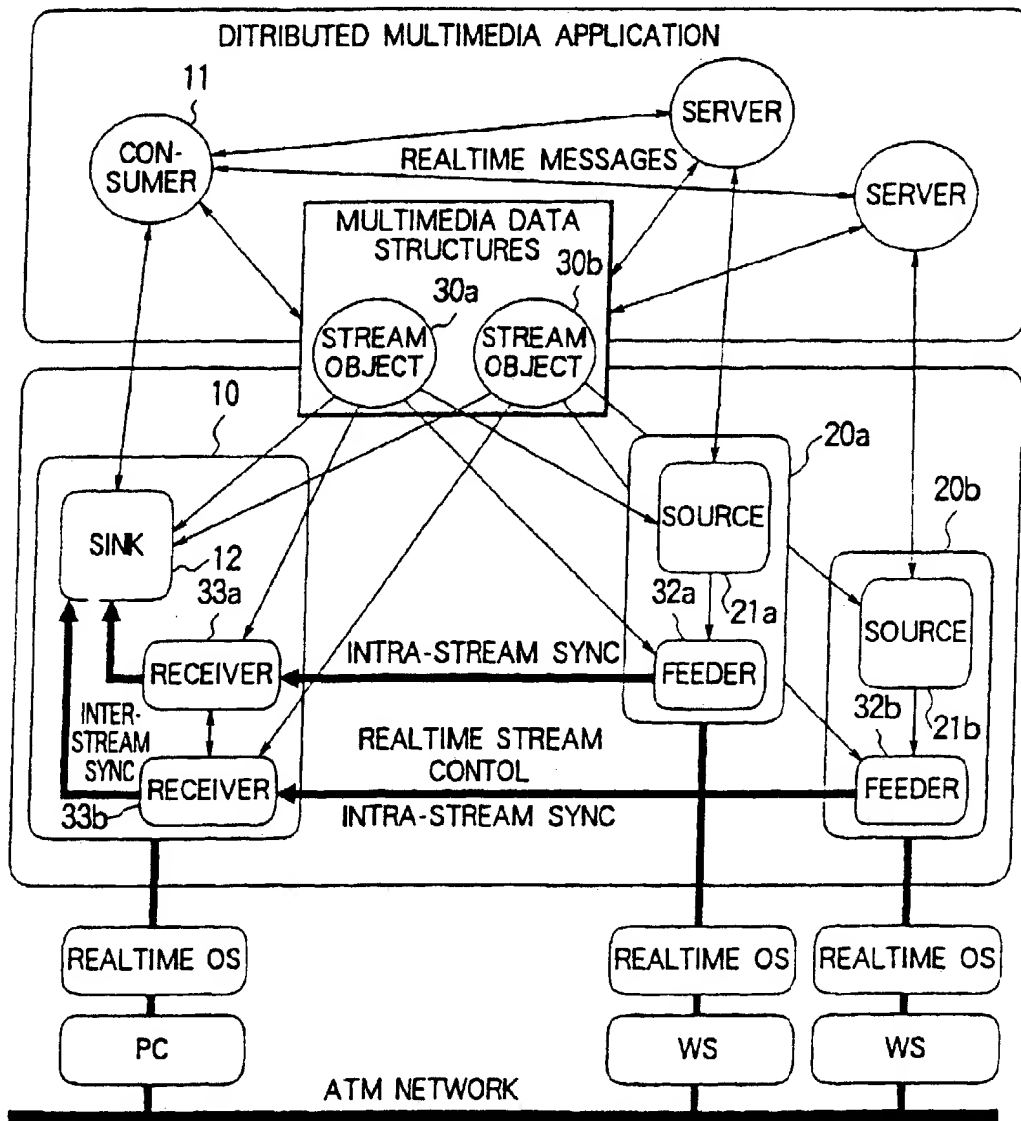 DITRIBUTED MULTIMEDIA APPLICATION
11
SERVER
CON-
SUMER
REALTIME MESSAGES
SERVER
MULTIMEDIA DATA
STRUCTURES
30a
30b
STREAM
OBJECT
STREAM
OBJECT
10
20a
20b
SINK
12
SOURCE
21a
33a
32a
SOURCE
21b
RECEIVER
INTRA-STREAM SYNC
FEEDER
32b
INTER-
STREAM
SYNC
REALTIME STREAM
CONTOL
RECEIVER
33b
INTRA-STREAM SYNC
FEEDER
REALTIME OS
REALTIME OS
REALTIME OS
PC
WS
WS
ATM NETWORK